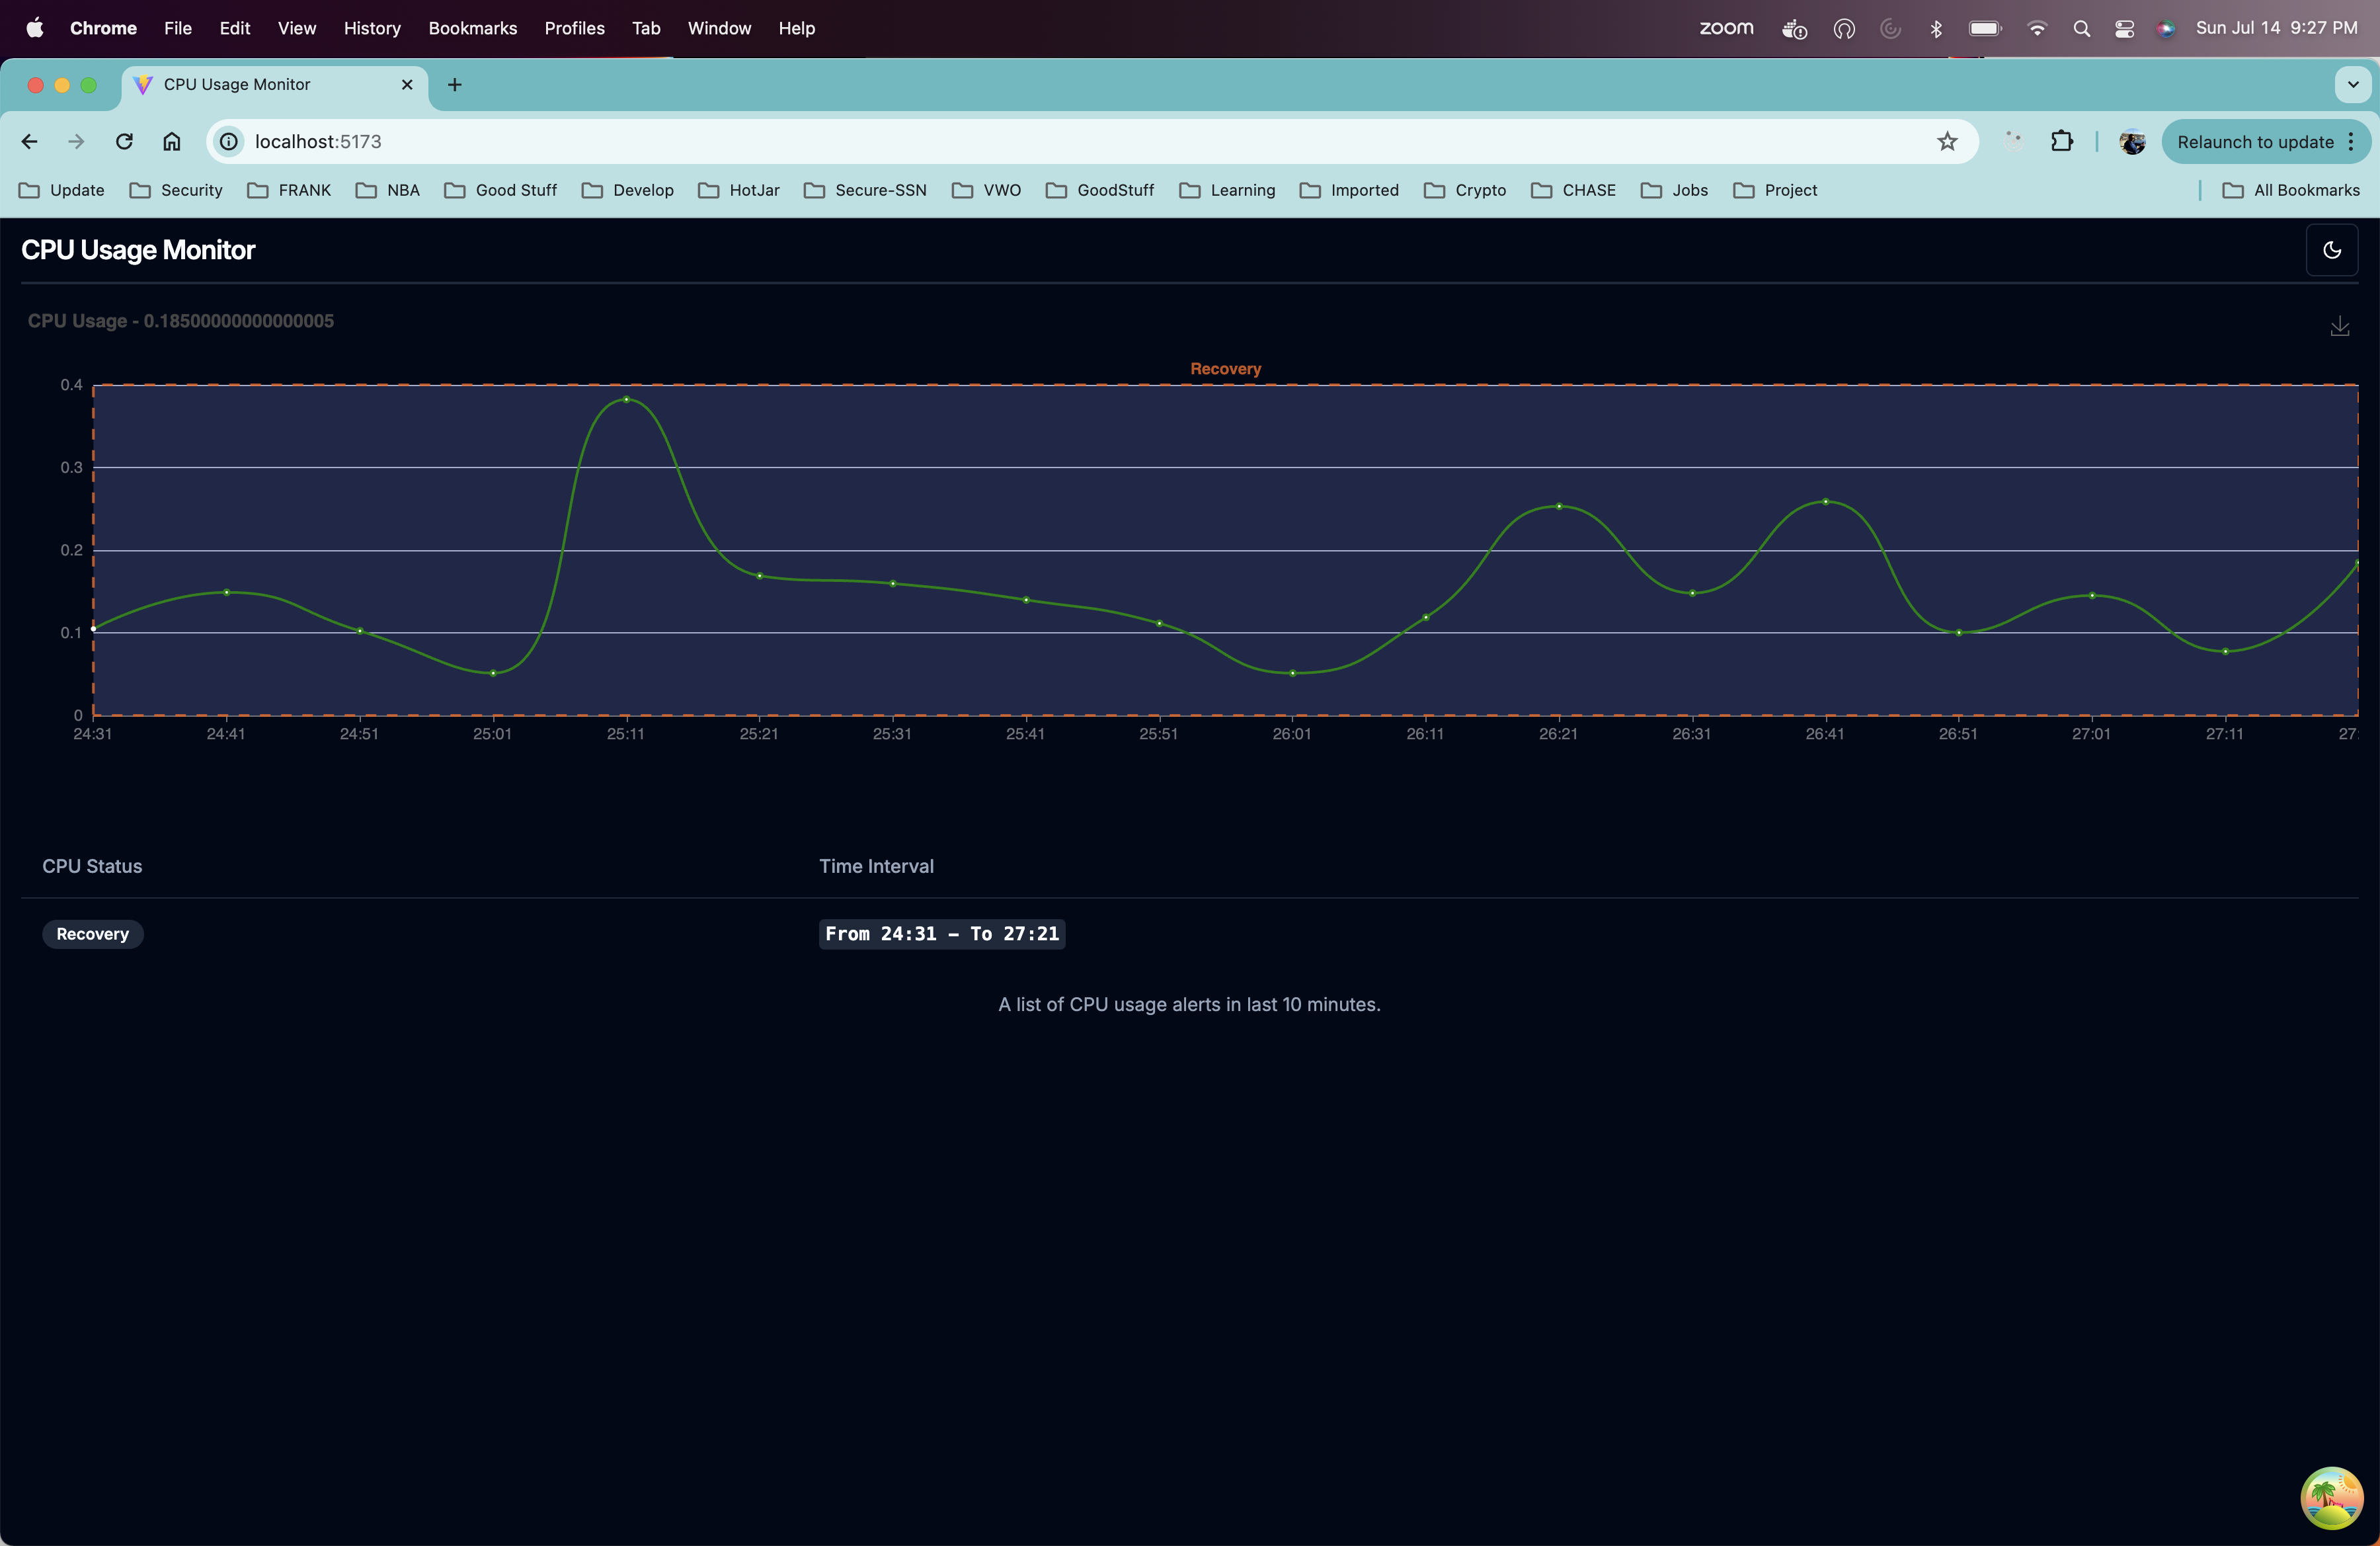 Chrome File Edit View History Bookmarks Profiles Tab Window Help zoom Sun Jul 14 9:27 PM
CPU Usage Monitor
localhost:5173 Relaunch to update
Update Security FRANK NBA Good Stuff Develop HotJar Secure-SSN VWO GoodStuff Learning Imported Crypto CHASE Jobs Project All Bookmarks
CPU Usage Monitor
CPU Usage - 0.18500000000000005
Recovery
0.4
0.3
0.2
0.1
0
24:31 24:41 24:51 25:01 25:11 25:21 25:31 25:41 25:51 26:01 26:11 26:21 26:31 26:41 26:51 27:01 27:11 27:
CPU Status Time Interval
Recovery From 24:31 – To 27:21
A list of CPU usage alerts in last 10 minutes.